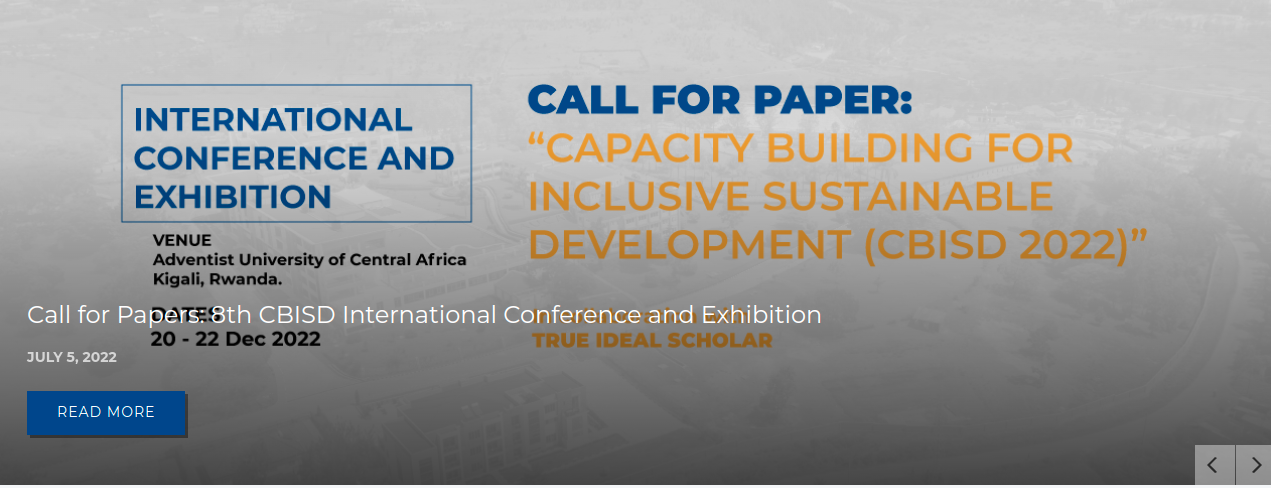 INTERNATIONAL
CONFERENCE AND
EXHIBITION
VENUE
Adventist University of Central Africa
Kigali, Rwanda.
DATES
20 - 22 Dec 2022
CALL FOR PAPER:
“CAPACITY BUILDING FOR
INCLUSIVE SUSTAINABLE
DEVELOPMENT (CBISD 2022)”
TRUE IDEAL SCHOLAR
Call for Papers: 8th CBISD International Conference and Exhibition
JULY 5, 2022
READ MORE